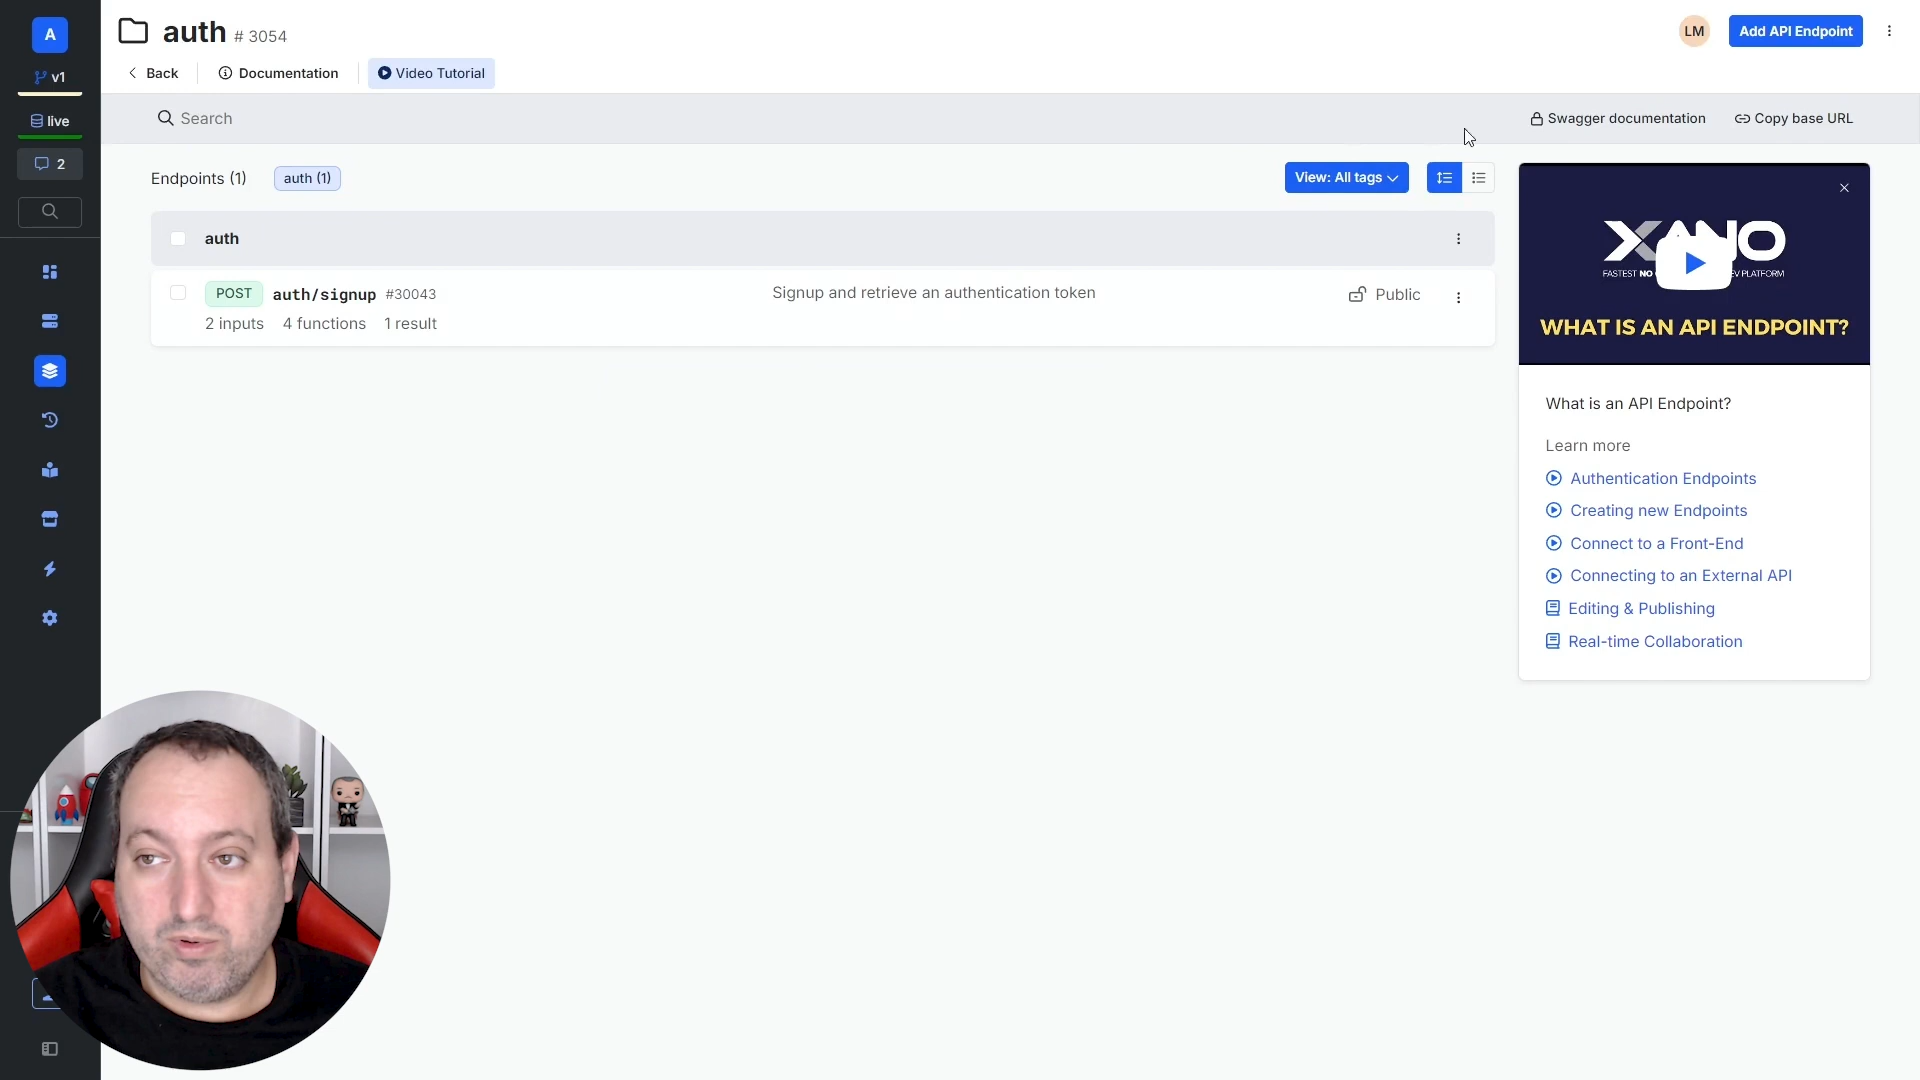 A
auth # 3054
LM
Add API Endpoint
v1
Back
Documentation
Video Tutorial
live
Search
Swagger documentation
Copy base URL
2
Endpoints (1)
auth (1)
View: All tags
auth
POST
auth/signup #30043
Signup and retrieve an authentication token
Public
2 inputs
4 functions
1 result
XANO
WHAT IS AN API ENDPOINT?
What is an API Endpoint?
Learn more
Authentication Endpoints
Creating new Endpoints
Connect to a Front-End
Connecting to an External API
Editing & Publishing
Real-time Collaboration